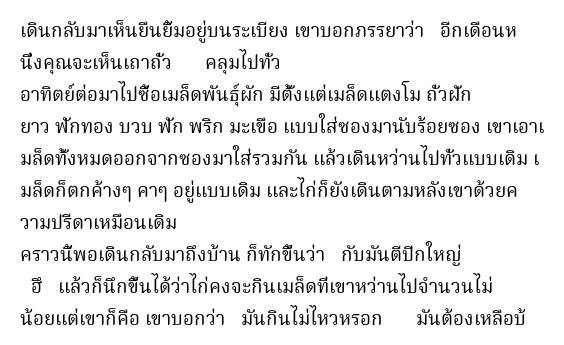 เดินกลับมาเห็นยืนยิ้มอยู่บนระเบียง เขาบอกภรรยาว่า   อีกเดือนห
นึ่งคุณจะเห็นเถาถั่ว      คลุมไปทั่ว
อาทิตย์ต่อมาไปซื้อเมล็ดพันธุ์ผัก มีตั้งแต่เมล็ดแตงโม ถั่วฝัก
ยาว ฟักทอง บวบ ฟัก พริก มะเขือ แบบใส่ซองมานับร้อยซอง เขาเอาเ
มล็ดทั้งหมดออกจากซองมาใส่รวมกัน แล้วเดินหว่านไปทั่วแบบเดิม เ
มล็ดก็ตกค้างๆ คาๆ อยู่แบบเดิม และไก่ก็ยังเดินตามหลังเขาด้วยค
วามปรีดาเหมือนเดิม
คราวนี้พอเดินกลับมาถึงบ้าน ก็ทักขึ้นว่า   กับมันตีปีกใหญ่
ฮึ   แล้วก็นึกขึ้นได้ว่าไก่คงจะกินเมล็ดที่เขาหว่านไปจำนวนไม่
น้อยแต่เขาก็คือ เขาบอกว่า   มันกินไม่ไหวหรอก      มันต้องเหลือบ้